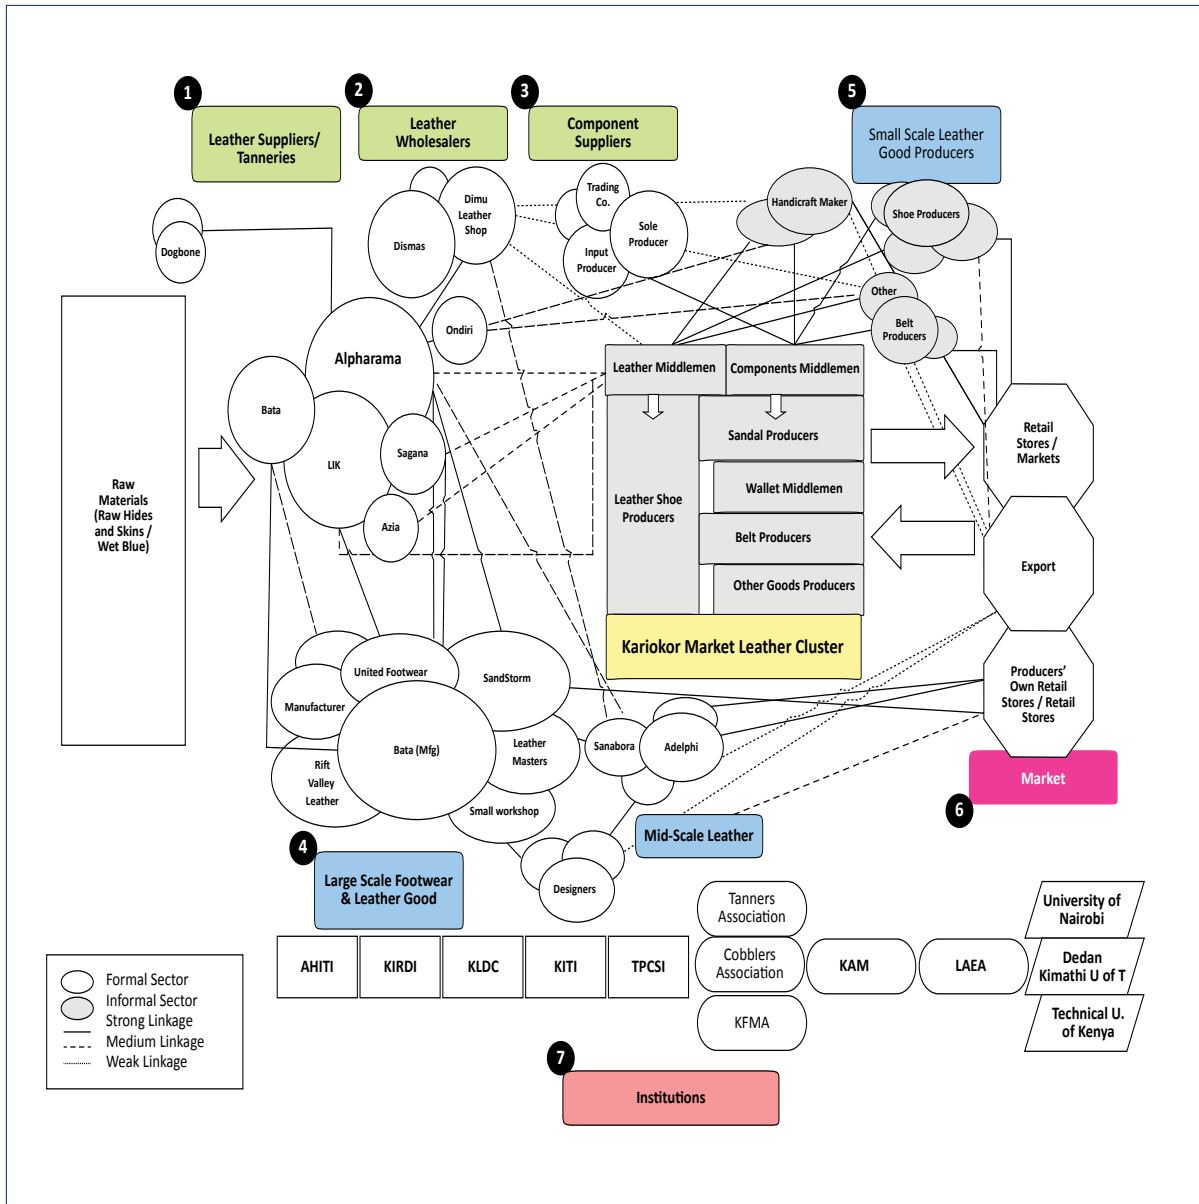 1
Leather Suppliers/
Tanneries
2
Leather
Wholesalers
3
Component
Suppliers
5
Small Scale Leather
Good Producers
Dogbone
Dismas
Dimu
Leather
Shop
Trading
Co.
Input
Producer
Sole
Producer
Handicraft Maker
Shoe Producers
Other
Belt
Producers
Ondiri
Alpharama
Bata
LIK
Sagana
Azia
Raw
Materials
(Raw Hides
and Skins /
Wet Blue)
Leather Middlemen
Components Middlemen
Sandal Producers
Leather Shoe
Producers
Wallet Middlemen
Belt Producers
Other Goods Producers
Kariokor Market Leather Cluster
Retail
Stores /
Markets
Export
Producers'
Own Retail
Stores / Retail
Stores
Market
6
United Footwear
SandStorm
Manufacturer
Bata (Mfg)
Leather
Masters
Rift
Valley
Leather
Small workshop
Sanabora
Adelphi
Designers
Mid-Scale Leather
4
Large Scale Footwear
& Leather Good
AHITI
KIRDI
KLDC
KITI
TPCSI
Tanners
Association
Cobblers
Association
KFMA
KAM
LAEA
University of
Nairobi
Dedan
Kimathi U of T
Technical U.
of Kenya
Formal Sector
Informal Sector
Strong Linkage
Medium Linkage
Weak Linkage
7
Institutions